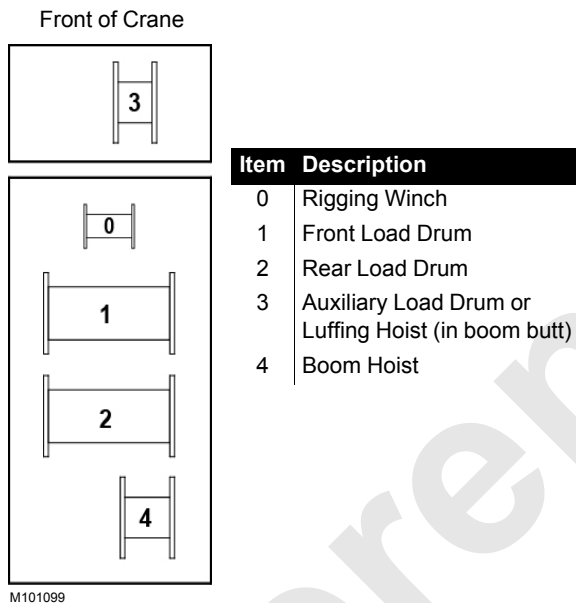 Front of Crane
3
0
1
2
4
M101099
Item Description
0 Rigging Winch
1 Front Load Drum
2 Rear Load Drum
3 Auxiliary Load Drum or
Luffing Hoist (in boom butt)
4 Boom Hoist